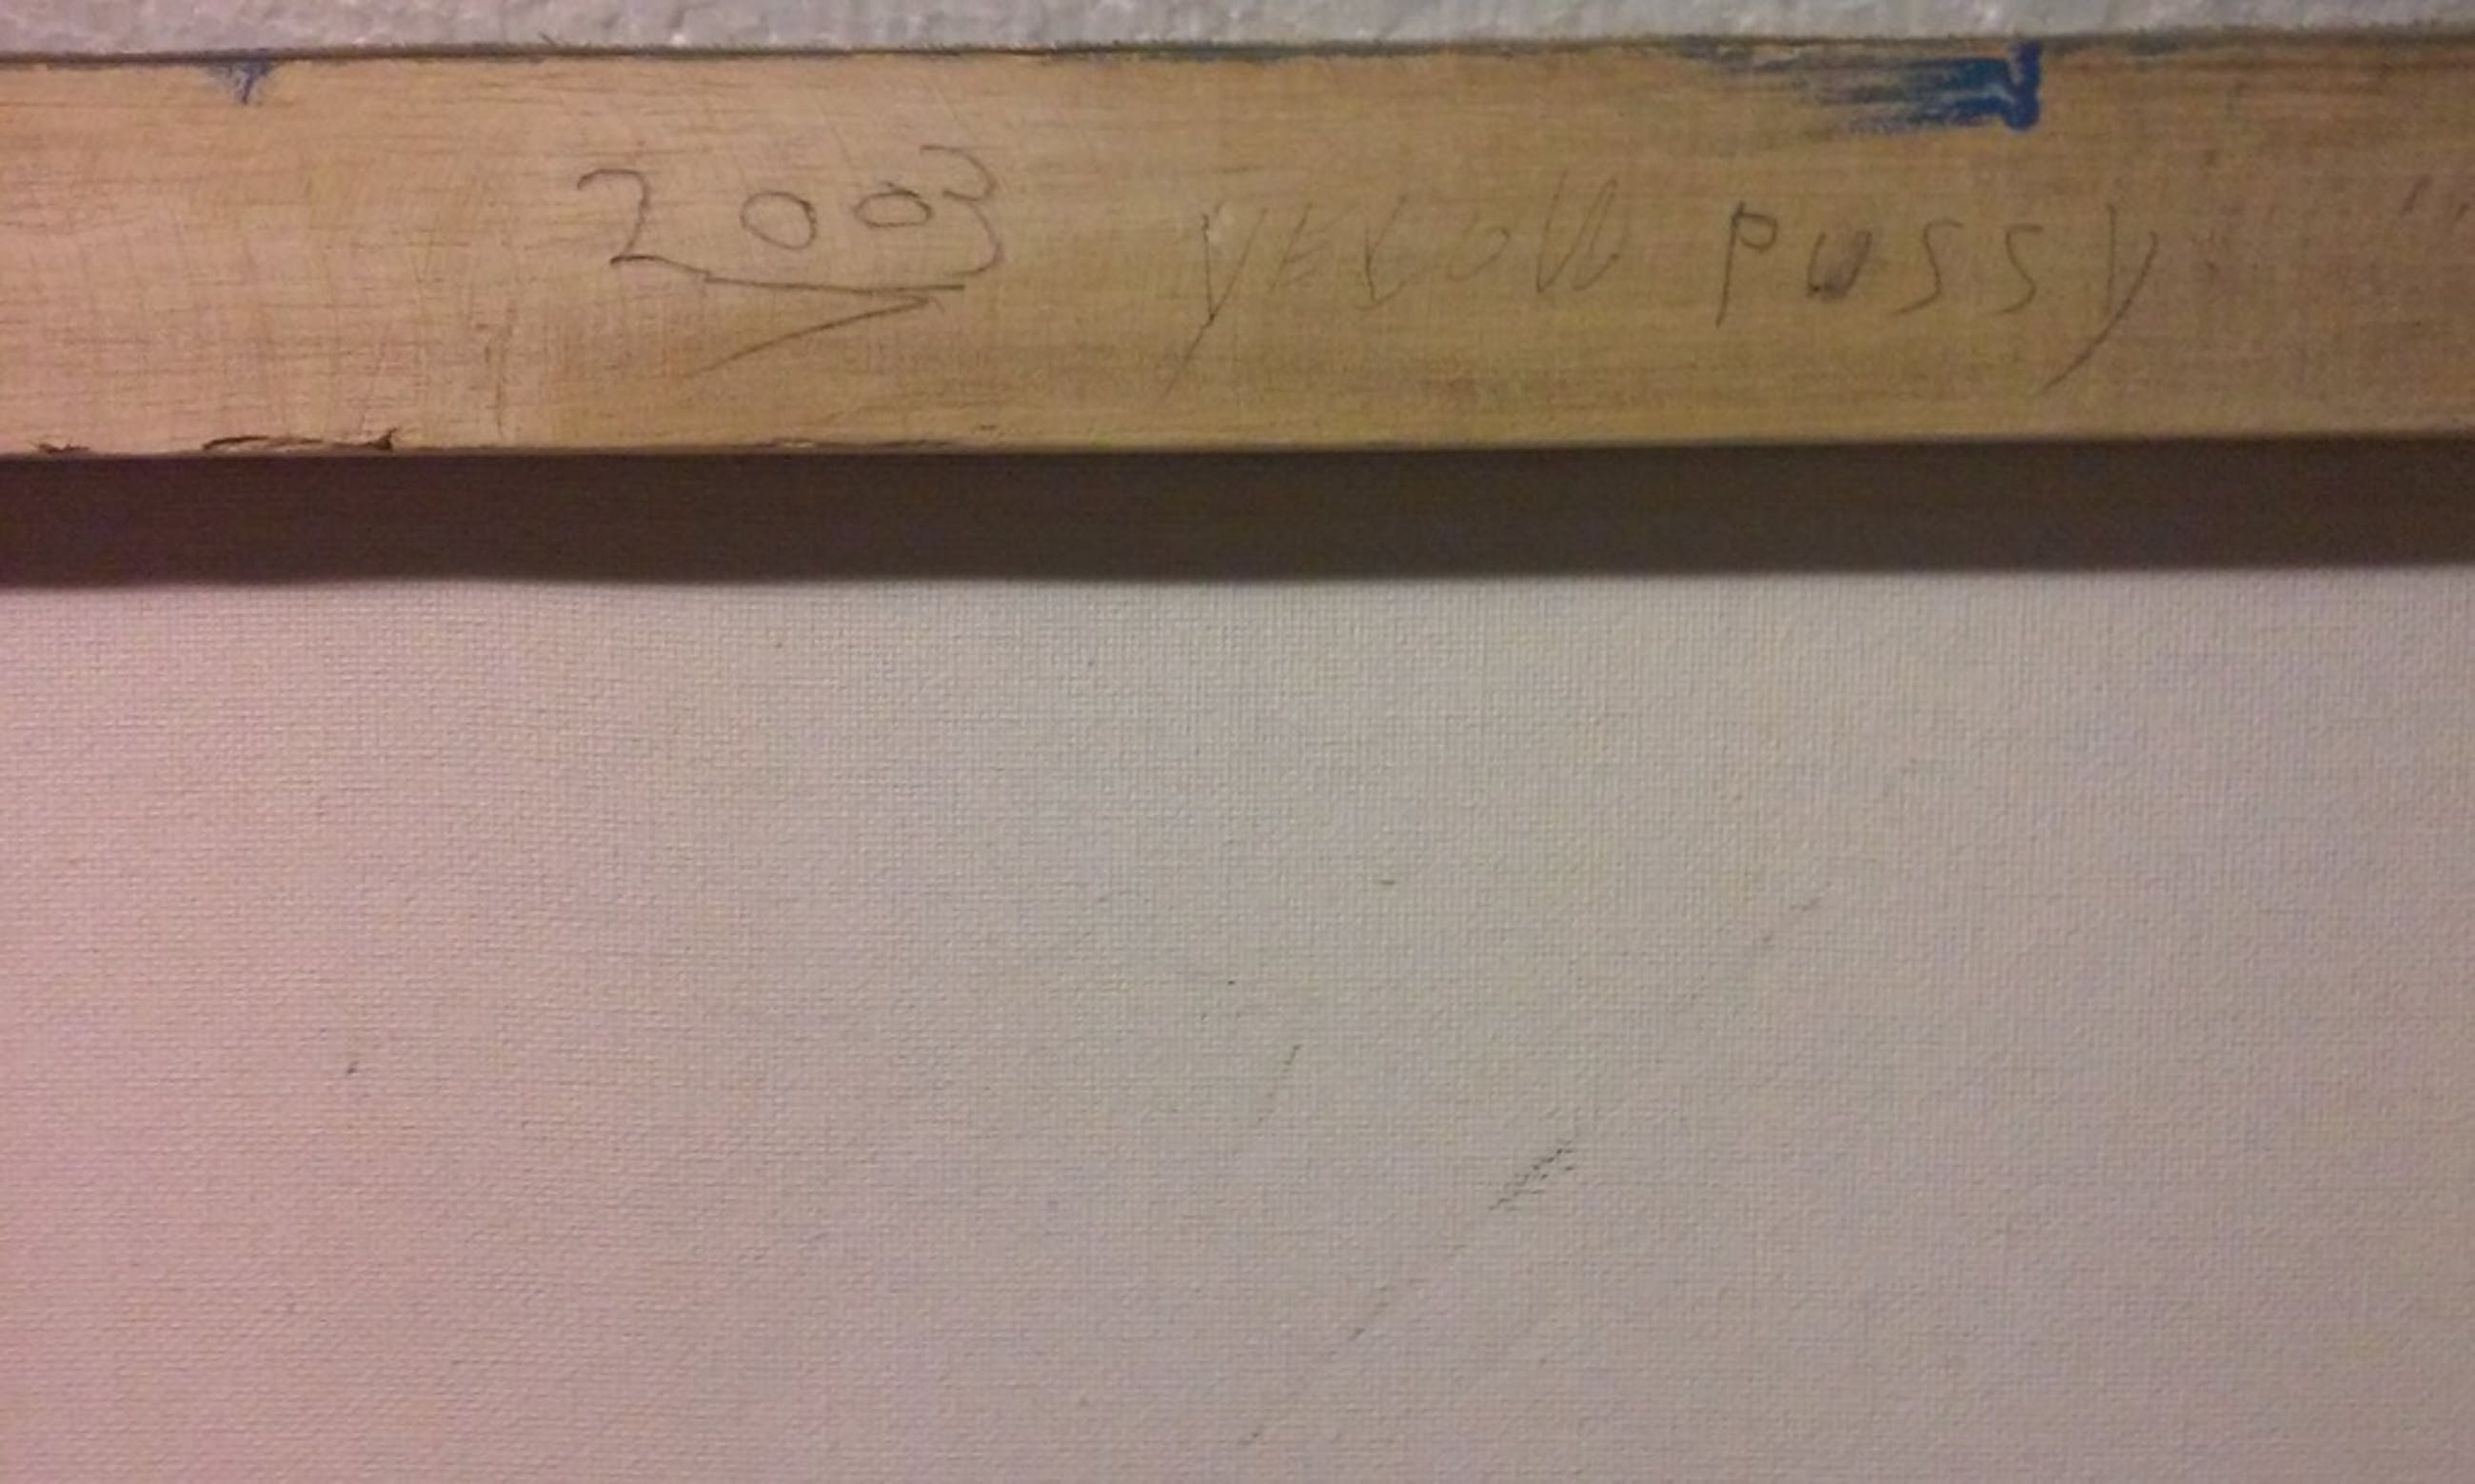 2003 yellow pussy "